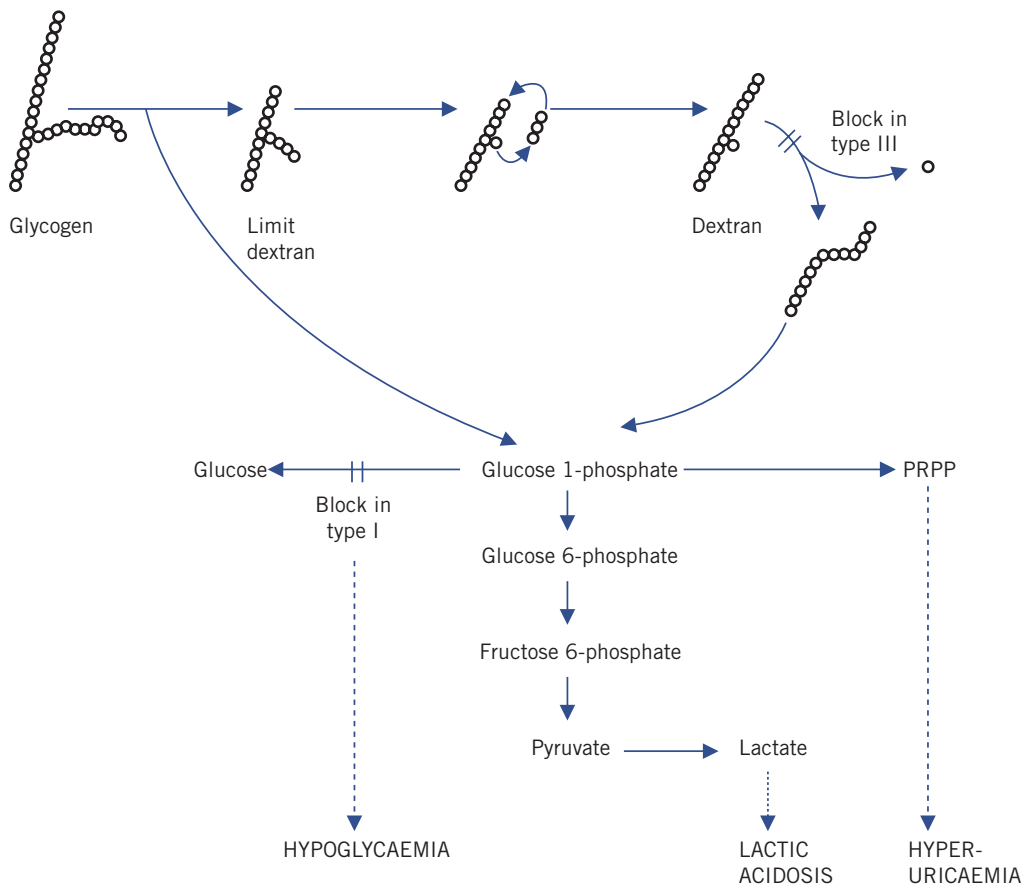 Block in
type III
Glycogen
Limit
dextran
Dextran
Glucose
Glucose 1-phosphate
PRPP
Block in
type I
Glucose 6-phosphate
Fructose 6-phosphate
Pyruvate
Lactate
HYPOGLYCAEMIA
LACTIC
ACIDOSIS
HYPER-
URICAEMIA